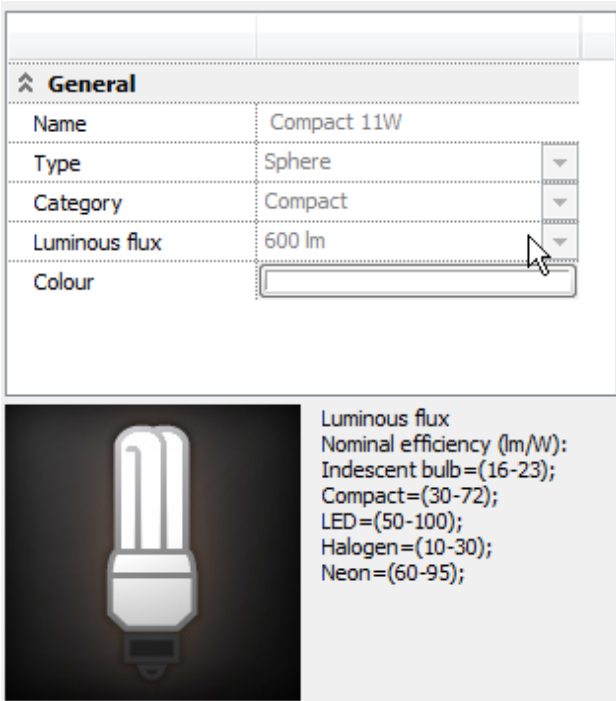 General
Name Compact 11W
Type Sphere
Category Compact
Luminous flux 600 lm
Colour
Luminous flux
Nominal efficiency (lm/W):
Indescent bulb=(16-23);
Compact=(30-72);
LED=(50-100);
Halogen=(10-30);
Neon=(60-95);